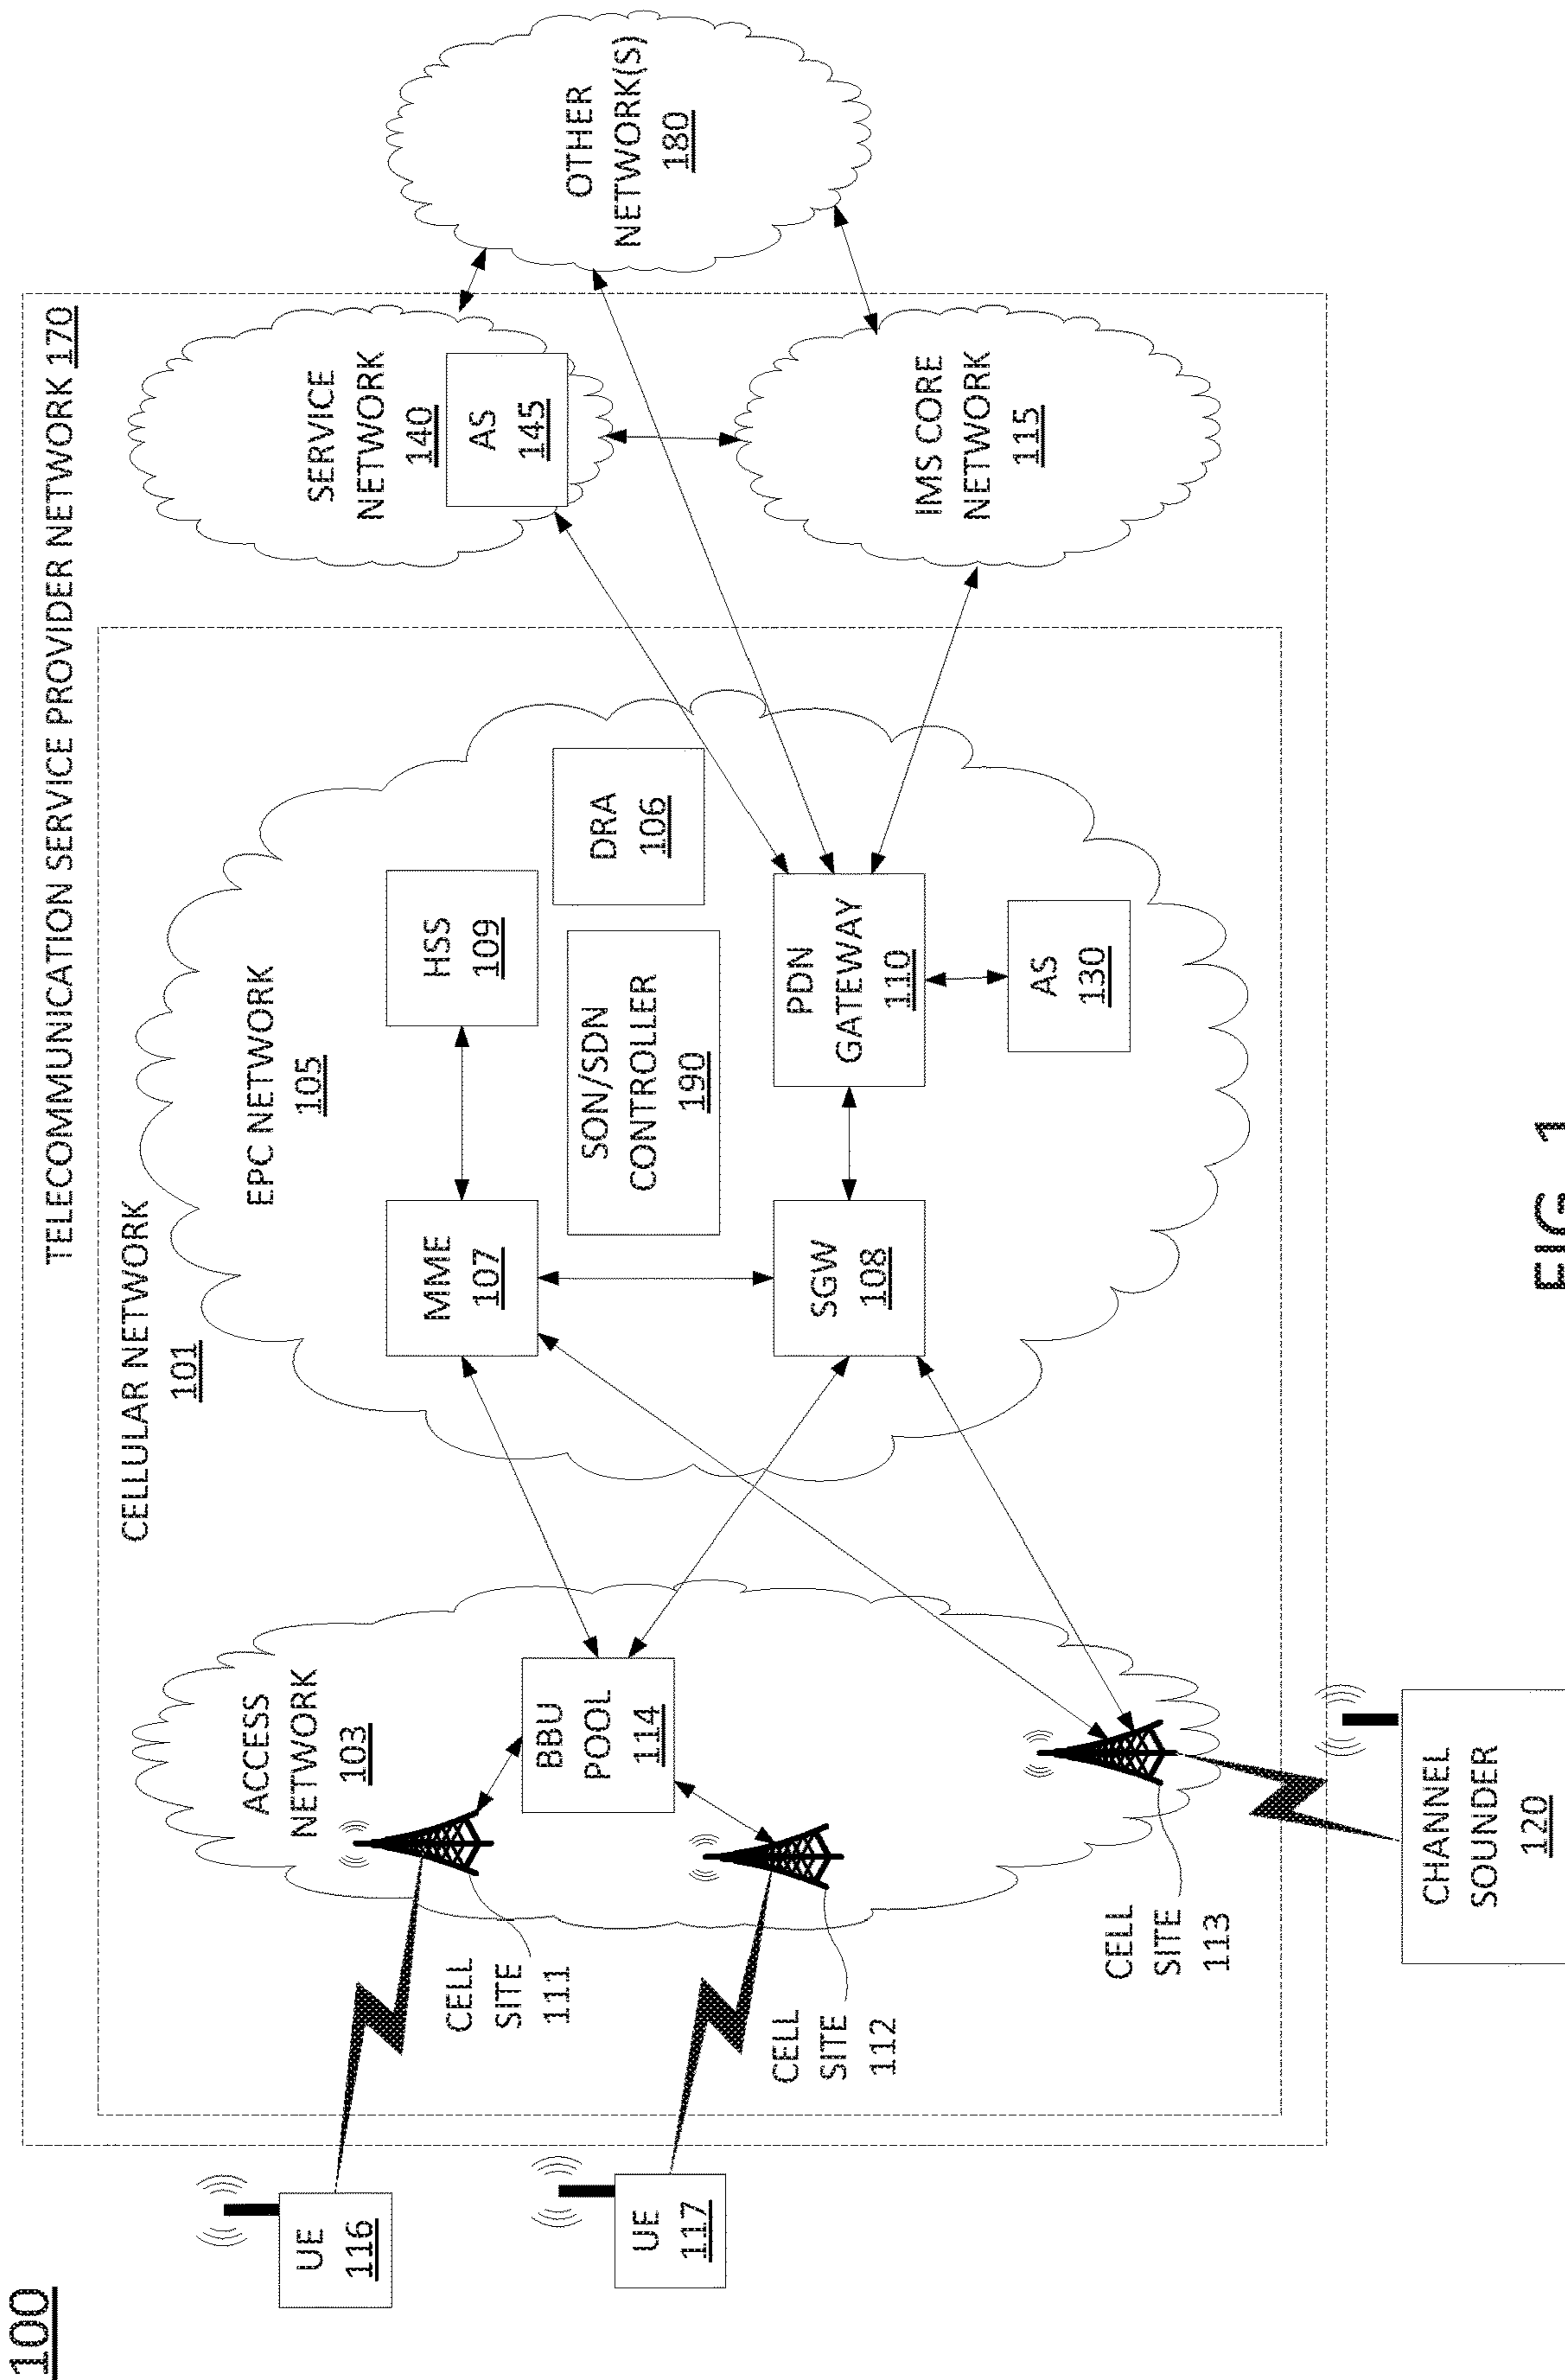 100
TELECOMMUNICATION SERVICE PROVIDER NETWORK 170
CELLULAR NETWORK
101
UE
116
UE
117
ACCESS
NETWORK
103
CELL
SITE
111
BBU
POOL
114
CELL
SITE
112
CELL
SITE
113
CHANNEL
SOUNDER
120
EPC NETWORK
105
MME
107
HSS
109
SON/SDN
CONTROLLER
190
DRA
106
SGW
108
PDN
GATEWAY
110
AS
130
SERVICE
NETWORK
140
AS
145
IMS CORE
NETWORK
115
OTHER
NETWORK(S)
180
FIG. 1